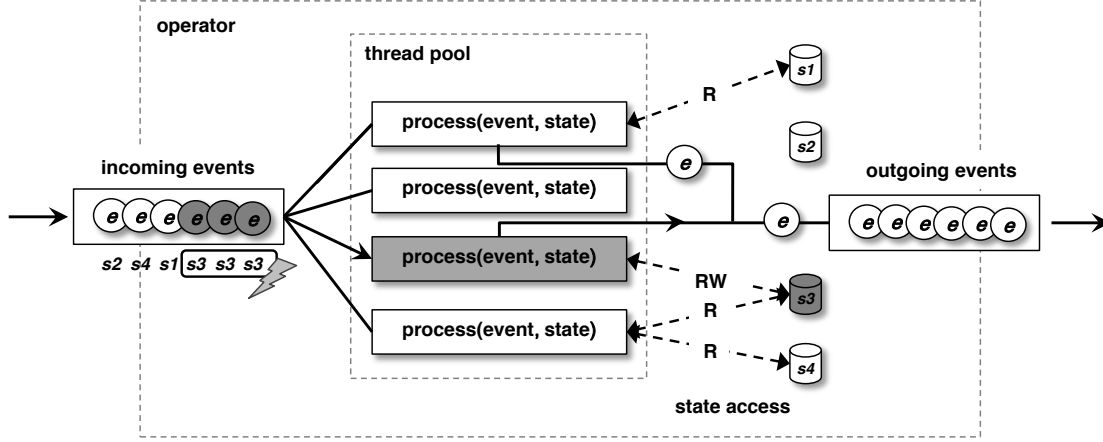 operator
thread pool
s1
R
process(event, state)
s2
e
incoming events
outgoing events
process(event, state)
e e e e e e
e
e e e e e e
process(event, state)
s2 s4 s1 s3 s3 s3
RW
s3
R
process(event, state)
R
s4
state access